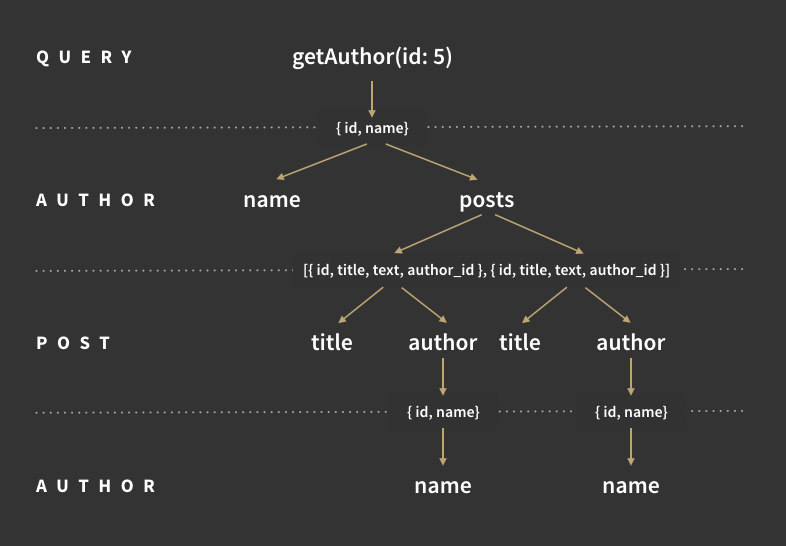 QUERY
getAuthor(id: 5)
{ id, name}
AUTHOR
name
posts
[{ id, title, text, author_id }, { id, title, text, author_id }]
POST
title
author
title
author
{ id, name}
{ id, name}
AUTHOR
name
name